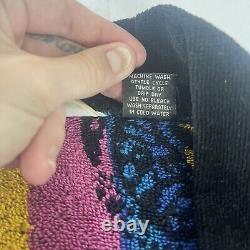 MACHINE WASH
GENTLE CYCLE
TUMBLE OR
DRIP DRY
USE NO BLEACH
WASH SEPARATELY
IN COLD WATER